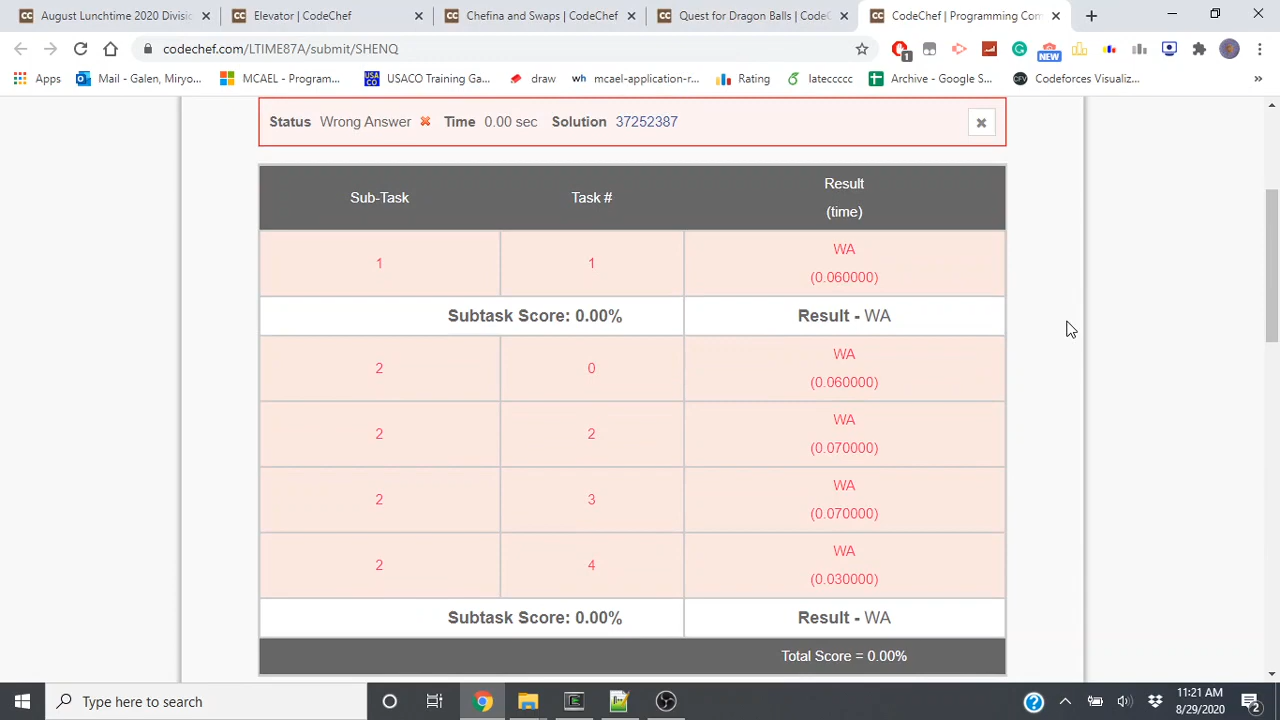 August Lunchtime 2020 Divisi
Elevator | CodeChef
Chefina and Swaps | CodeChef
Quest for Dragon Balls | CodeC
CodeChef | Programming Com
codechef.com/LTIME87A/submit/SHENQ
1
NEW
Apps
Mail - Galen, Miryo...
MCAEL - Program...
USACO Training Ga...
draw
wh
mcael-application-r...
Rating
lateccccc
Archive - Google S...
Codeforces Visualiz...
»
Status Wrong Answer Time 0.00 sec Solution 37252387
Sub-Task Task # Result
(time)
1 1 WA
(0.060000)
Subtask Score: 0.00% Result - WA
2 0 WA
(0.060000)
2 2 WA
(0.070000)
2 3 WA
(0.070000)
2 4 WA
(0.030000)
Subtask Score: 0.00% Result - WA
Total Score = 0.00%
Type here to search
11:21 AM
8/29/2020
2